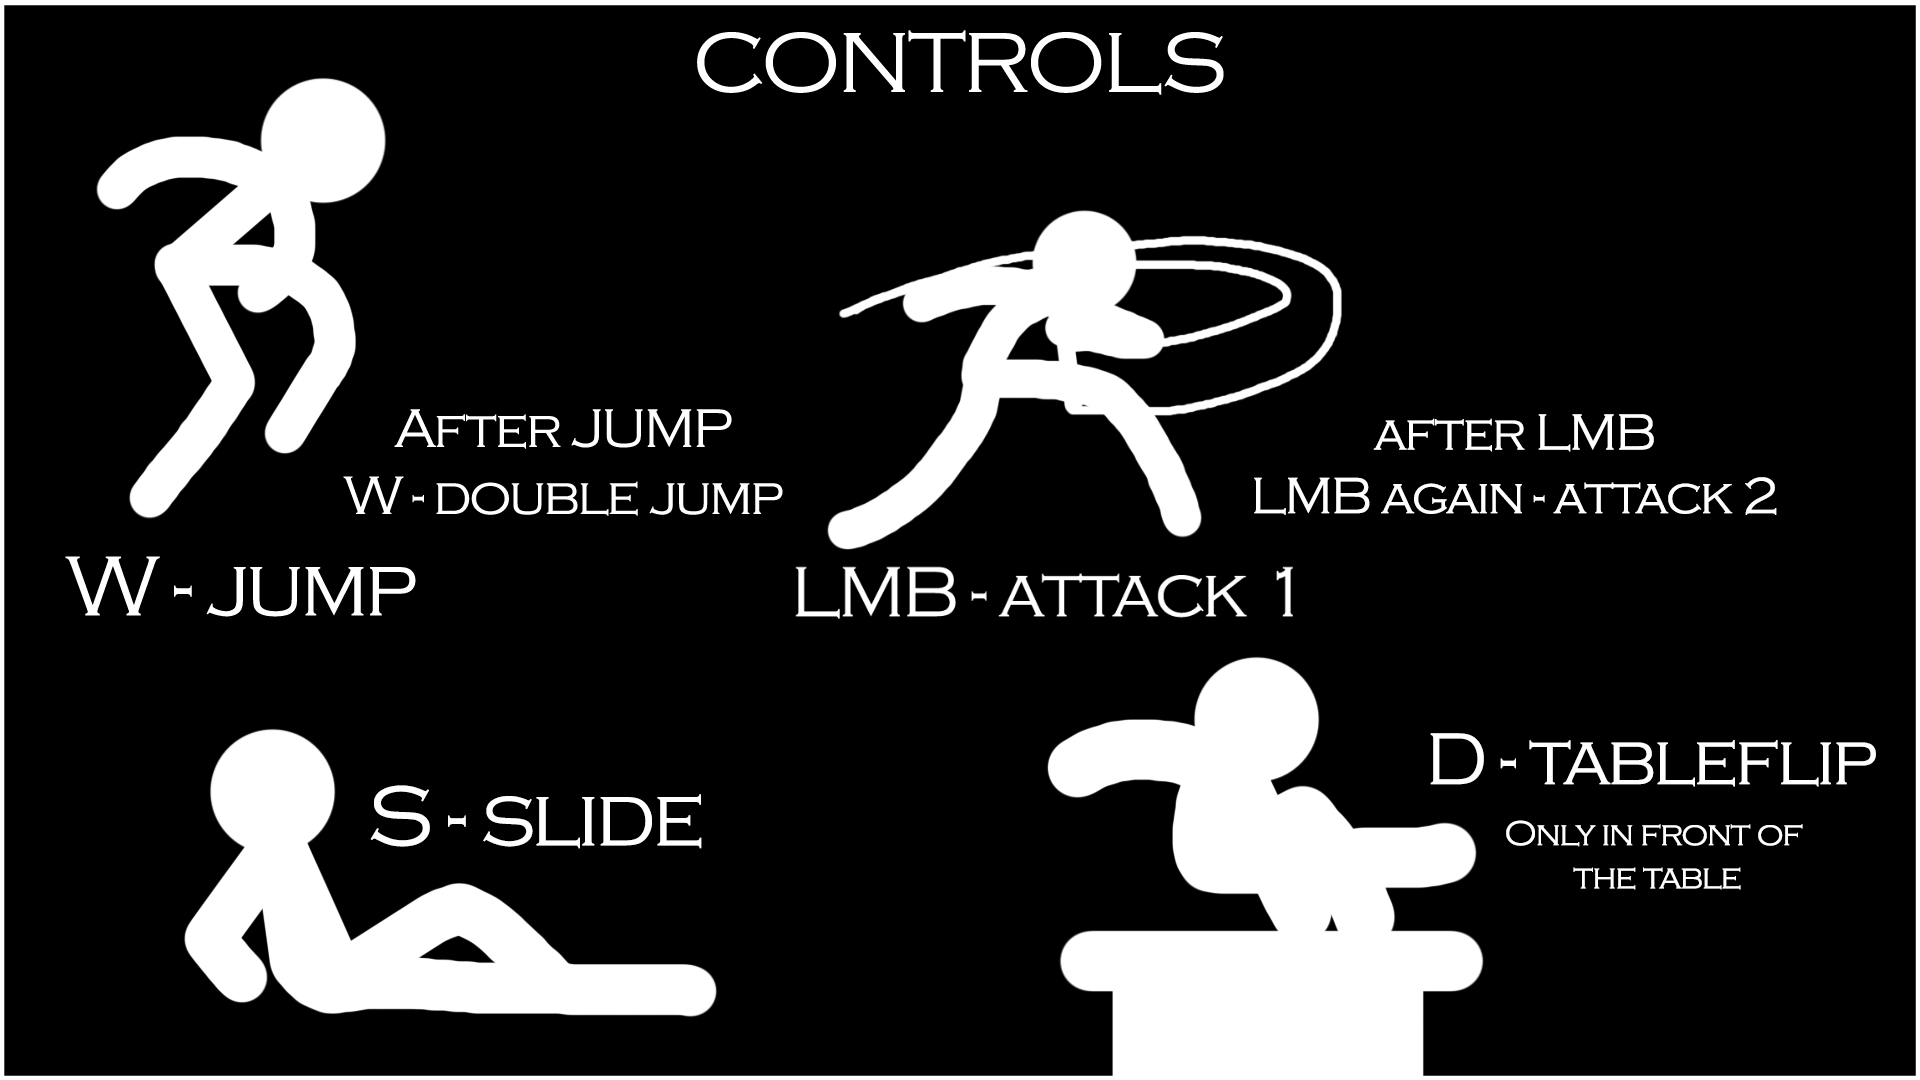 CONTROLS
AFTER JUMP
W - DOUBLE JUMP
W - JUMP
AFTER LMB
LMB AGAIN - ATTACK 2
LMB - ATTACK 1
S - SLIDE
D - TABLEFLIP
ONLY IN FRONT OF
THE TABLE